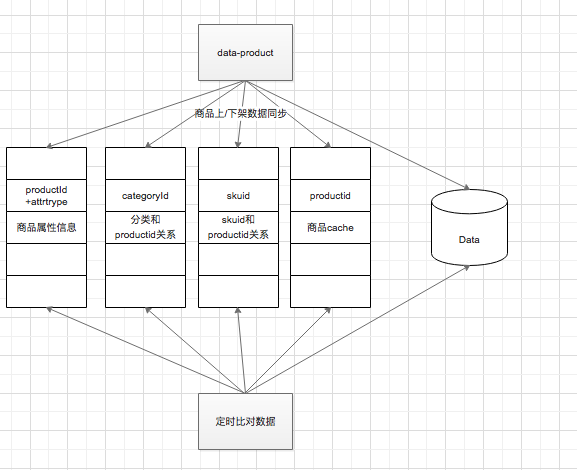 data-product
商品上/下架数据同步
productId
+attrtype
商品属性信息
categoryId
分类和
productid关系
skuid
skuid和
productid关系
productid
商品cache
Data
定时比对数据